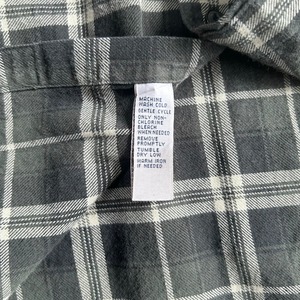 MACHINE
WASH COLD
GENTLE CYCLE
ONLY NON-
CHLORINE
BLEACH
WHEN NEEDED
REMOVE
PROMPTLY
TUMBLE
DRY LOW
WARM IRON
IF NEEDED